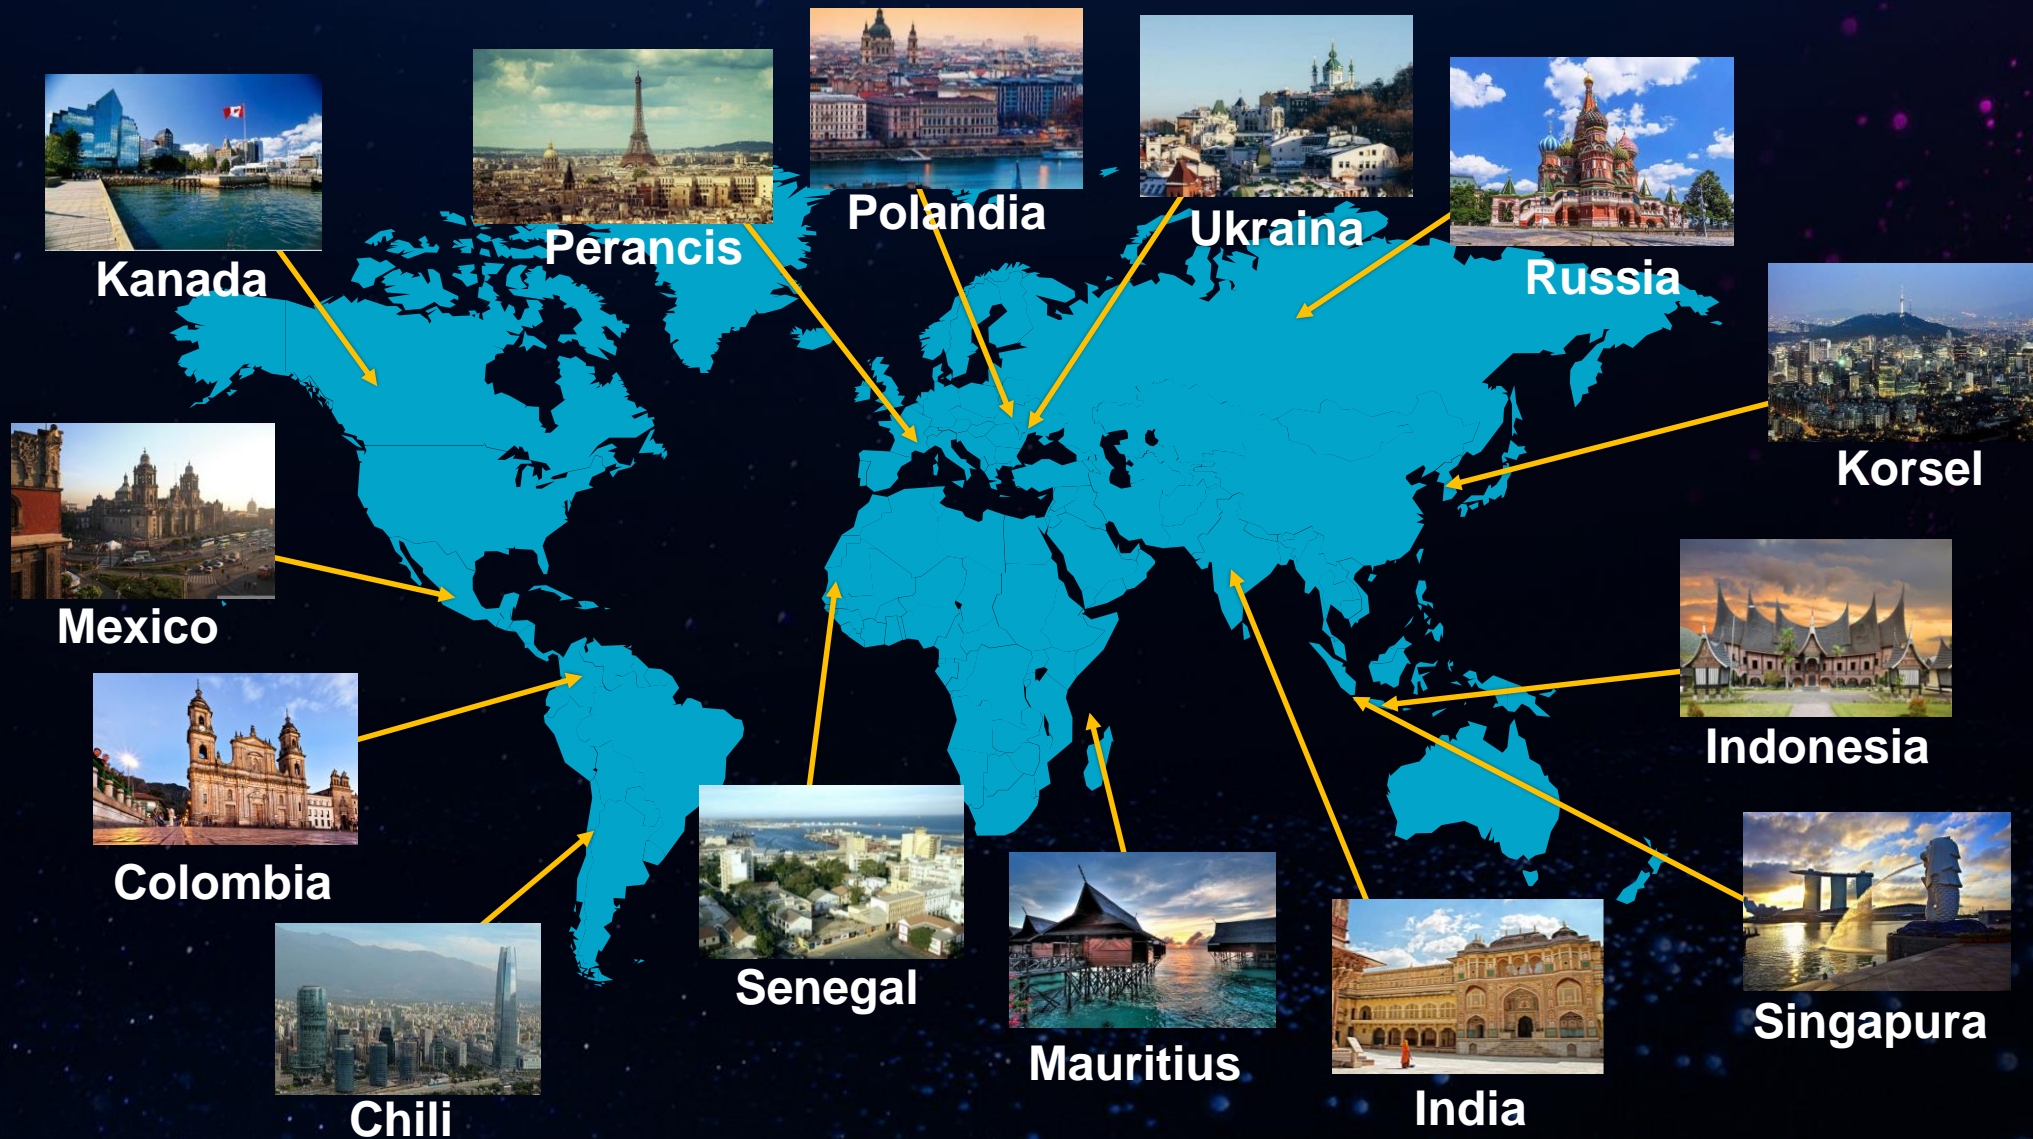 Kanada
Perancis
Polandia
Ukraina
Russia
Korsel
Mexico
Indonesia
Colombia
Singapura
Senegal
Mauritius
India
Chili